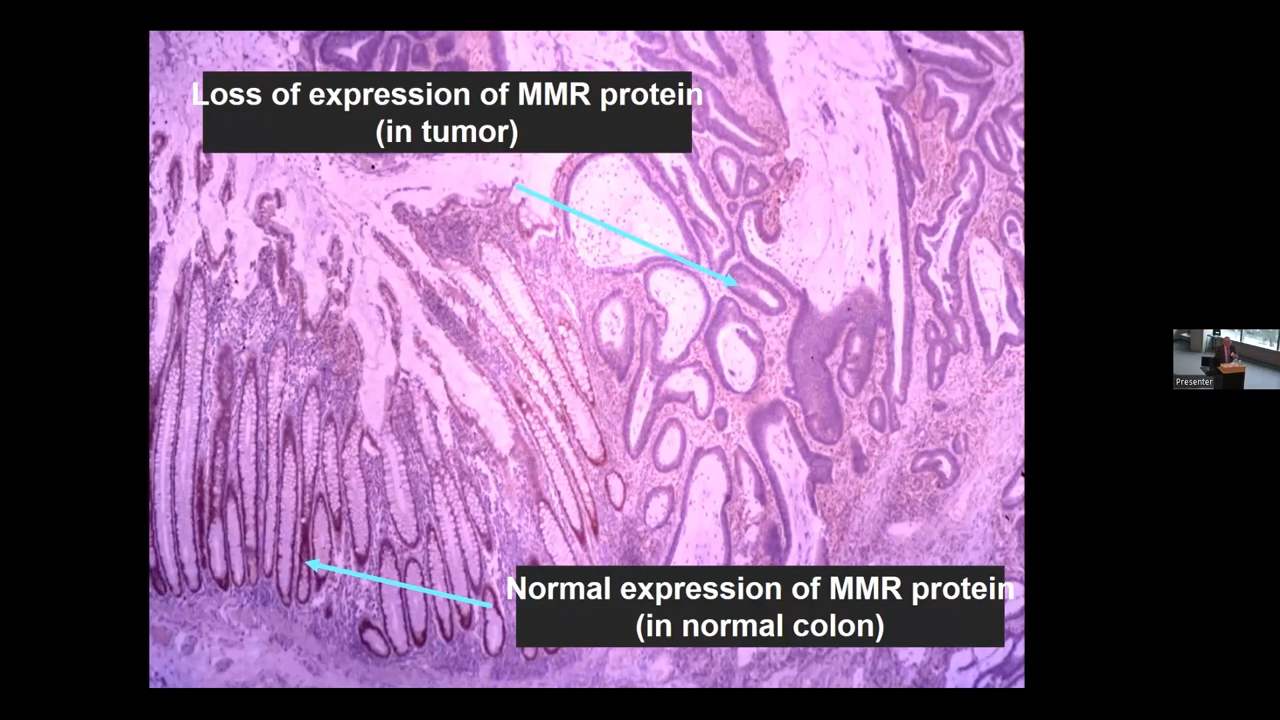 Loss of expression of MMR protein
(in tumor)
Normal expression of MMR protein
(in normal colon)
Presenter